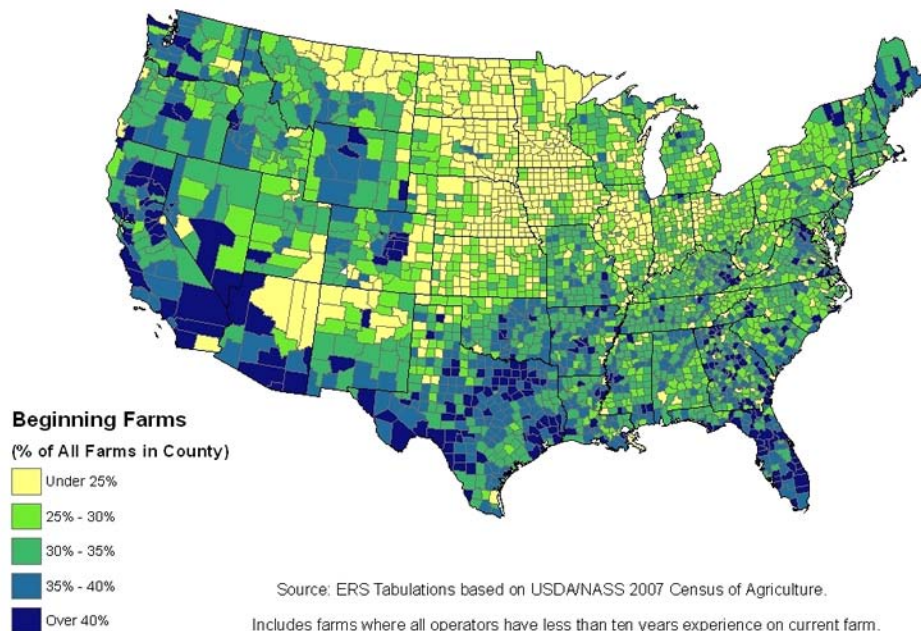 Beginning Farms
(% of All Farms in County)
Under 25%
25% - 30%
30% - 35%
35% - 40%
Over 40%
Source: ERS Tabulations based on USDA/NASS 2007 Census of Agriculture.
Includes farms where all operators have less than ten years experience on current farm.